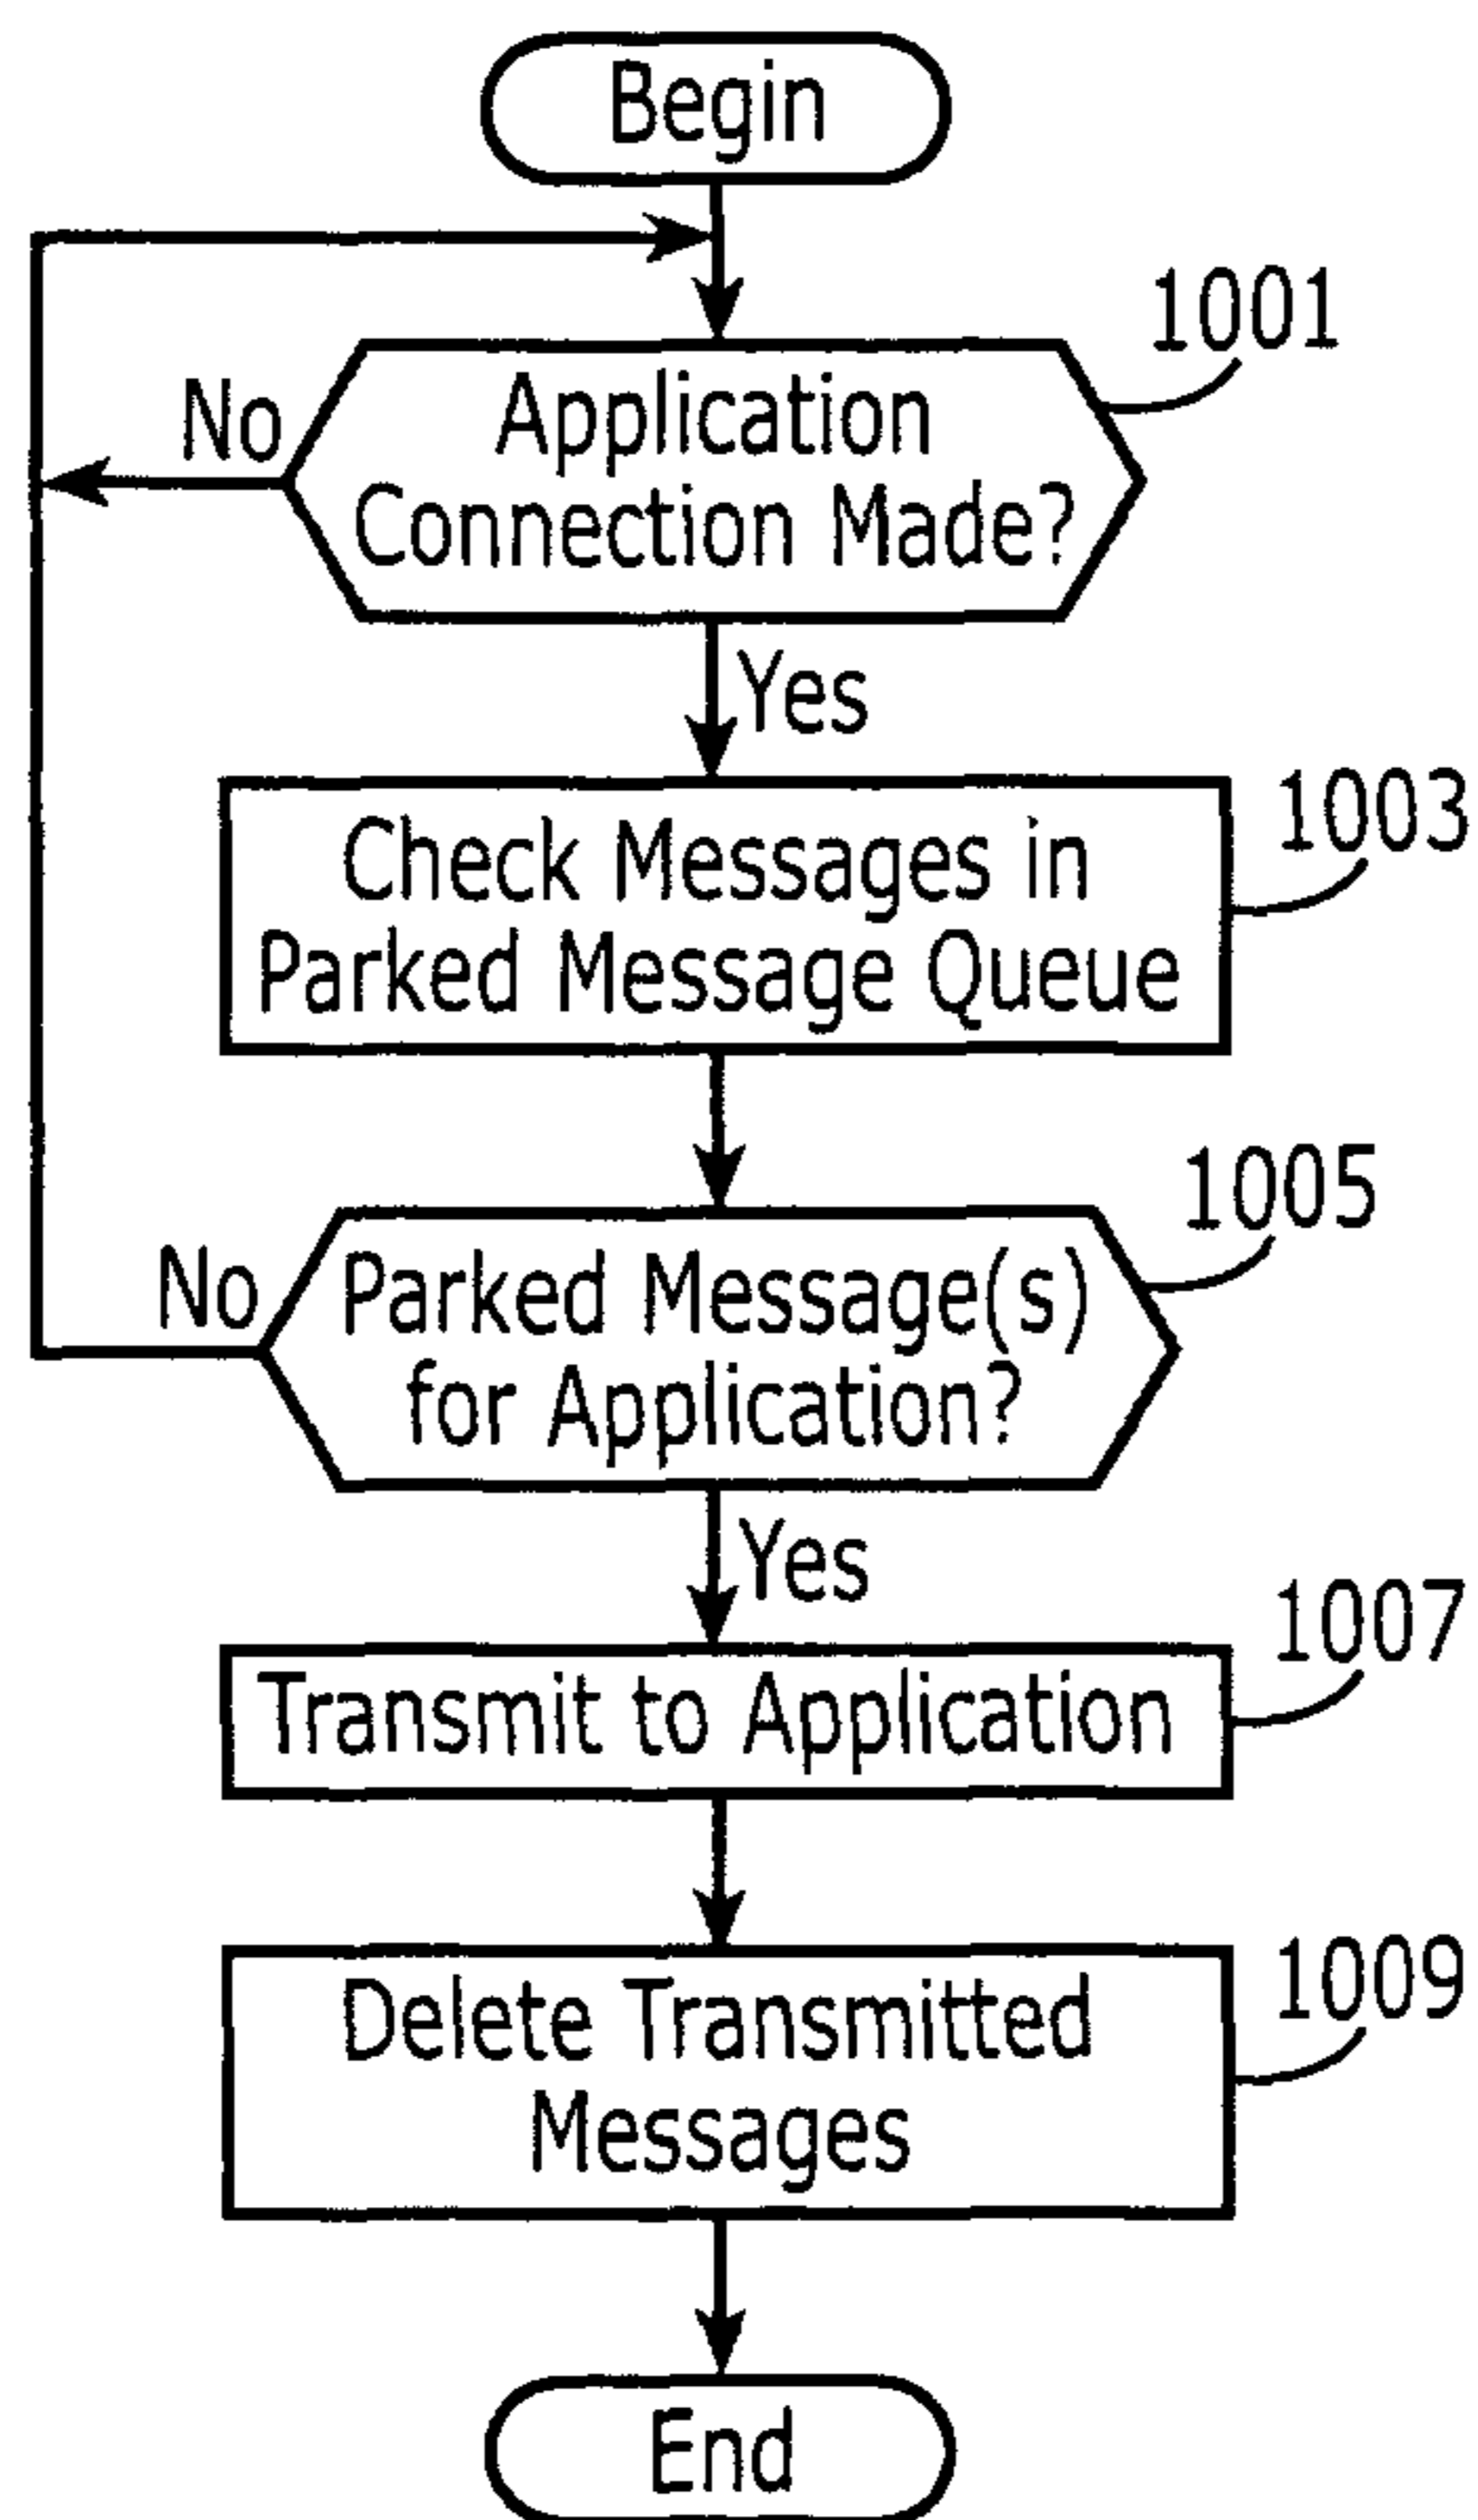 Begin
1001
No
Application
Connection Made?
Yes
1003
Check Messages in
Parked Message Queue
1005
No
Parked Message(s)
for Application?
Yes
1007
Transmit to Application
1009
Delete Transmitted
Messages
End